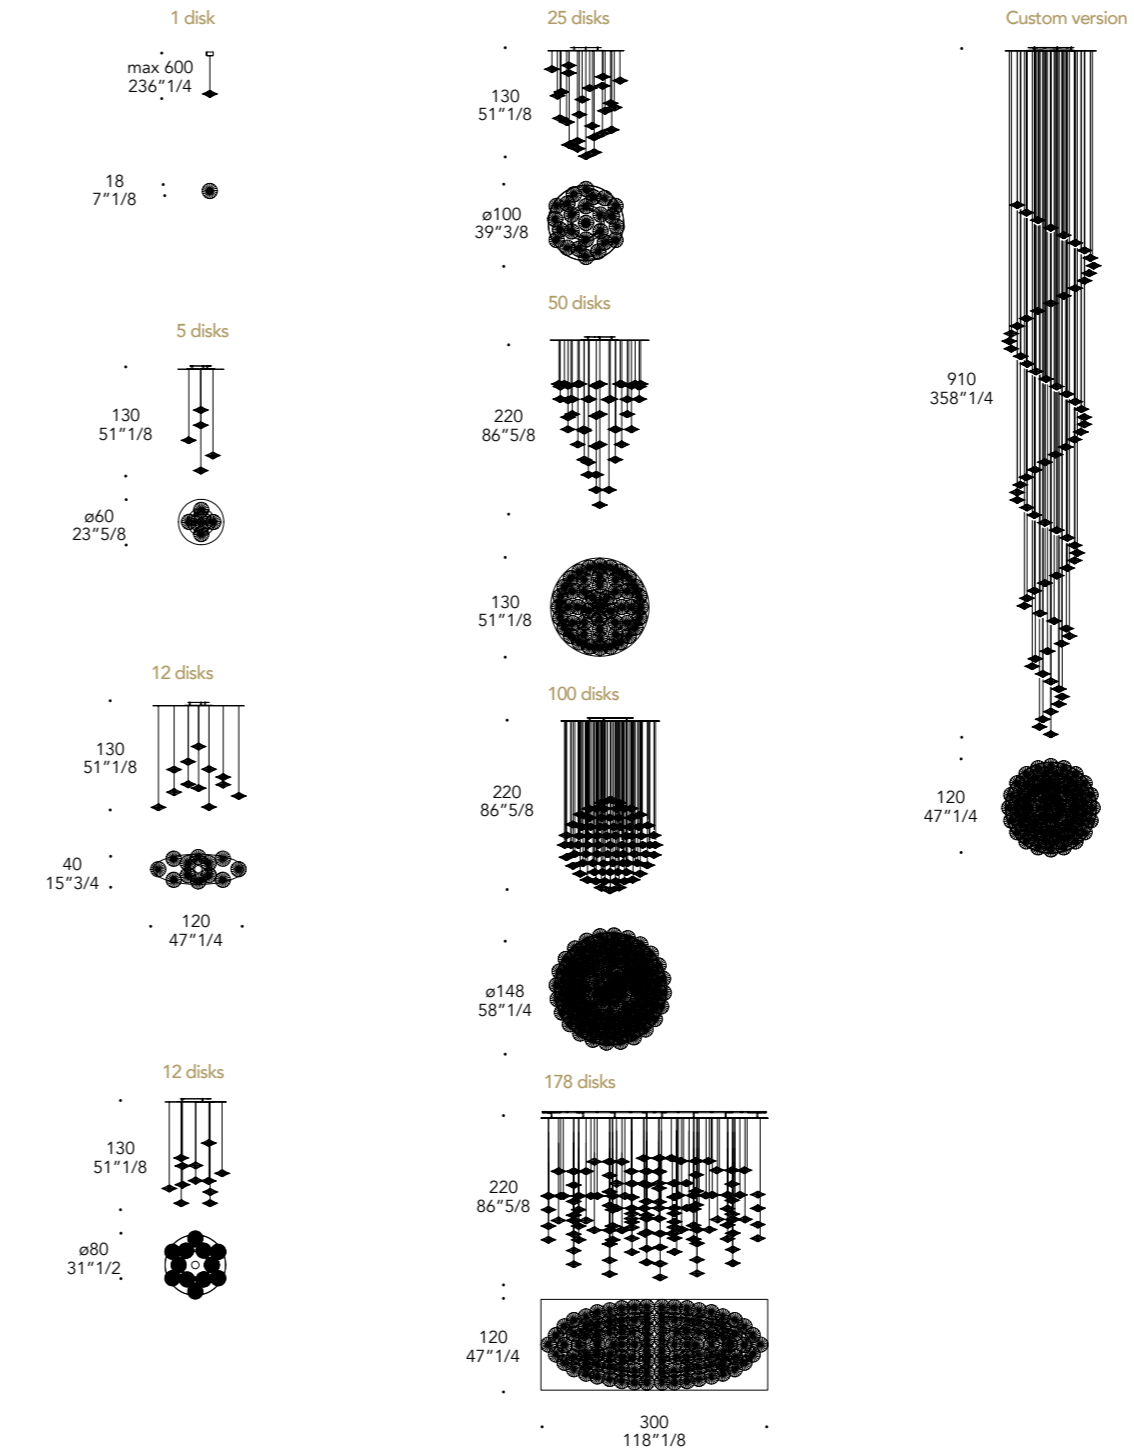 1 disk
max 600
236"1/4
18
7"1/8
5 disks
130
51"1/8
ø60
23"5/8
12 disks
130
51"1/8
40
15"3/4
120
47"1/4
12 disks
130
51"1/8
ø80
31"1/2
25 disks
130
51"1/8
ø100
39"3/8
50 disks
220
86"5/8
130
51"1/8
100 disks
220
86"5/8
ø148
58"1/4
178 disks
220
86"5/8
120
47"1/4
300
118"1/8
Custom version
910
358"1/4
120
47"1/4